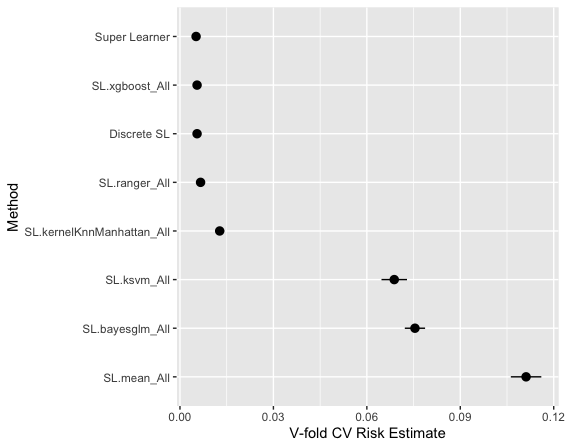 Super Learner
SL.xgboost_All
Discrete SL
SL.ranger_All
SL.kernelKnnManhattan_All
SL.ksvm_All
SL.bayesglm_All
SL.mean_All
Method
0.00 0.03 0.06 0.09 0.12
V-fold CV Risk Estimate